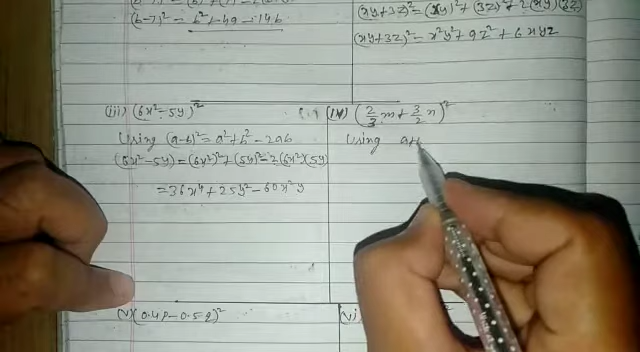 (b-7)² = b² + 49 - 14b
(xy+3z)² = (xy)² + (3z)² + 2(xy)(3z)
(xy+3z)² = x²y² + 9z² + 6xyz
(iii) (6x²-5y)²
Using (a-b)² = a² + b² - 2ab
(6x²-5y) = (6x²)² + (5y)² - 2(6x²)(5y)
= 36x⁴ + 25y² - 60x²y
(iv) (2/3 m + 3/2 n)²
Using a+
(v) (0.4p - 0.5q)²
(vi